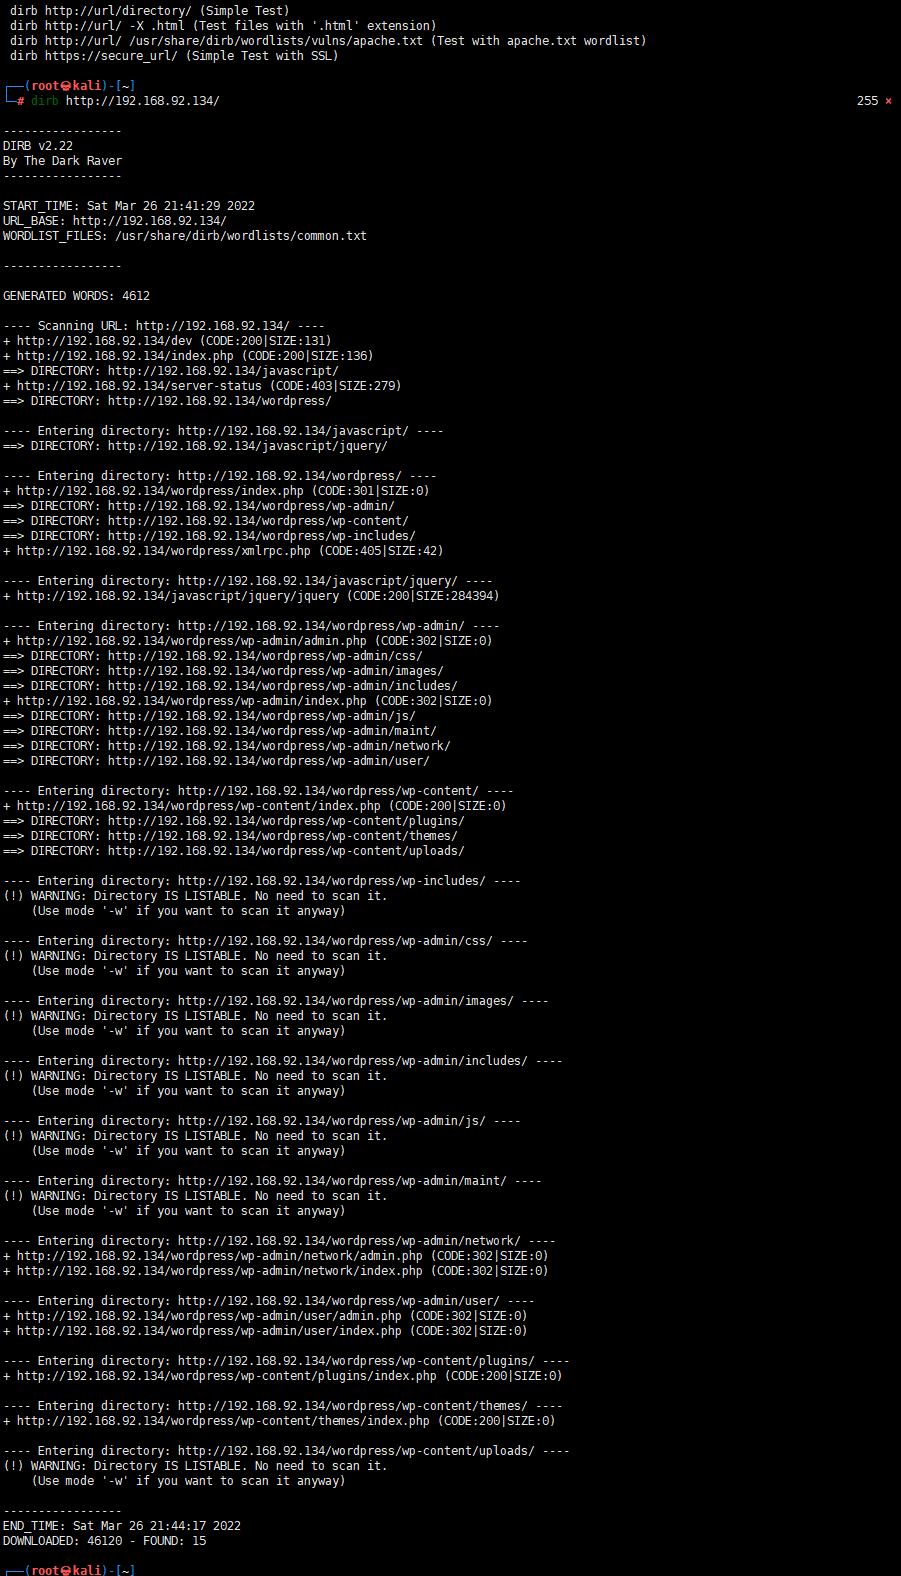 dirb http://url/directory/ (Simple Test)
 dirb http://url/ -X .html (Test files with '.html' extension)
 dirb http://url/ /usr/share/dirb/wordlists/vulns/apache.txt (Test with apache.txt wordlist)
 dirb https://secure_url/ (Simple Test with SSL)
┌──(root㉿kali)-[~]
└─# dirb http://192.168.92.134/ 255 ⨯
-----------------
DIRB v2.22
By The Dark Raver
-----------------
START_TIME: Sat Mar 26 21:41:29 2022
URL_BASE: http://192.168.92.134/
WORDLIST_FILES: /usr/share/dirb/wordlists/common.txt
-----------------
GENERATED WORDS: 4612
---- Scanning URL: http://192.168.92.134/ ----
+ http://192.168.92.134/dev (CODE:200|SIZE:131)
+ http://192.168.92.134/index.php (CODE:200|SIZE:136)
==> DIRECTORY: http://192.168.92.134/javascript/
+ http://192.168.92.134/server-status (CODE:403|SIZE:279)
==> DIRECTORY: http://192.168.92.134/wordpress/
---- Entering directory: http://192.168.92.134/javascript/ ----
==> DIRECTORY: http://192.168.92.134/javascript/jquery/
---- Entering directory: http://192.168.92.134/wordpress/ ----
+ http://192.168.92.134/wordpress/index.php (CODE:301|SIZE:0)
==> DIRECTORY: http://192.168.92.134/wordpress/wp-admin/
==> DIRECTORY: http://192.168.92.134/wordpress/wp-content/
==> DIRECTORY: http://192.168.92.134/wordpress/wp-includes/
+ http://192.168.92.134/wordpress/xmlrpc.php (CODE:405|SIZE:42)
---- Entering directory: http://192.168.92.134/javascript/jquery/ ----
+ http://192.168.92.134/javascript/jquery/jquery (CODE:200|SIZE:284394)
---- Entering directory: http://192.168.92.134/wordpress/wp-admin/ ----
+ http://192.168.92.134/wordpress/wp-admin/admin.php (CODE:302|SIZE:0)
==> DIRECTORY: http://192.168.92.134/wordpress/wp-admin/css/
==> DIRECTORY: http://192.168.92.134/wordpress/wp-admin/images/
==> DIRECTORY: http://192.168.92.134/wordpress/wp-admin/includes/
+ http://192.168.92.134/wordpress/wp-admin/index.php (CODE:302|SIZE:0)
==> DIRECTORY: http://192.168.92.134/wordpress/wp-admin/js/
==> DIRECTORY: http://192.168.92.134/wordpress/wp-admin/maint/
==> DIRECTORY: http://192.168.92.134/wordpress/wp-admin/network/
==> DIRECTORY: http://192.168.92.134/wordpress/wp-admin/user/
---- Entering directory: http://192.168.92.134/wordpress/wp-content/ ----
+ http://192.168.92.134/wordpress/wp-content/index.php (CODE:200|SIZE:0)
==> DIRECTORY: http://192.168.92.134/wordpress/wp-content/plugins/
==> DIRECTORY: http://192.168.92.134/wordpress/wp-content/themes/
==> DIRECTORY: http://192.168.92.134/wordpress/wp-content/uploads/
---- Entering directory: http://192.168.92.134/wordpress/wp-includes/ ----
(!) WARNING: Directory IS LISTABLE. No need to scan it.
    (Use mode '-w' if you want to scan it anyway)
---- Entering directory: http://192.168.92.134/wordpress/wp-admin/css/ ----
(!) WARNING: Directory IS LISTABLE. No need to scan it.
    (Use mode '-w' if you want to scan it anyway)
---- Entering directory: http://192.168.92.134/wordpress/wp-admin/images/ ----
(!) WARNING: Directory IS LISTABLE. No need to scan it.
    (Use mode '-w' if you want to scan it anyway)
---- Entering directory: http://192.168.92.134/wordpress/wp-admin/includes/ ----
(!) WARNING: Directory IS LISTABLE. No need to scan it.
    (Use mode '-w' if you want to scan it anyway)
---- Entering directory: http://192.168.92.134/wordpress/wp-admin/js/ ----
(!) WARNING: Directory IS LISTABLE. No need to scan it.
    (Use mode '-w' if you want to scan it anyway)
---- Entering directory: http://192.168.92.134/wordpress/wp-admin/maint/ ----
(!) WARNING: Directory IS LISTABLE. No need to scan it.
    (Use mode '-w' if you want to scan it anyway)
---- Entering directory: http://192.168.92.134/wordpress/wp-admin/network/ ----
+ http://192.168.92.134/wordpress/wp-admin/network/admin.php (CODE:302|SIZE:0)
+ http://192.168.92.134/wordpress/wp-admin/network/index.php (CODE:302|SIZE:0)
---- Entering directory: http://192.168.92.134/wordpress/wp-admin/user/ ----
+ http://192.168.92.134/wordpress/wp-admin/user/admin.php (CODE:302|SIZE:0)
+ http://192.168.92.134/wordpress/wp-admin/user/index.php (CODE:302|SIZE:0)
---- Entering directory: http://192.168.92.134/wordpress/wp-content/plugins/ ----
+ http://192.168.92.134/wordpress/wp-content/plugins/index.php (CODE:200|SIZE:0)
---- Entering directory: http://192.168.92.134/wordpress/wp-content/themes/ ----
+ http://192.168.92.134/wordpress/wp-content/themes/index.php (CODE:200|SIZE:0)
---- Entering directory: http://192.168.92.134/wordpress/wp-content/uploads/ ----
(!) WARNING: Directory IS LISTABLE. No need to scan it.
    (Use mode '-w' if you want to scan it anyway)
-----------------
END_TIME: Sat Mar 26 21:44:17 2022
DOWNLOADED: 46120 - FOUND: 15
┌──(root㉿kali)-[~]